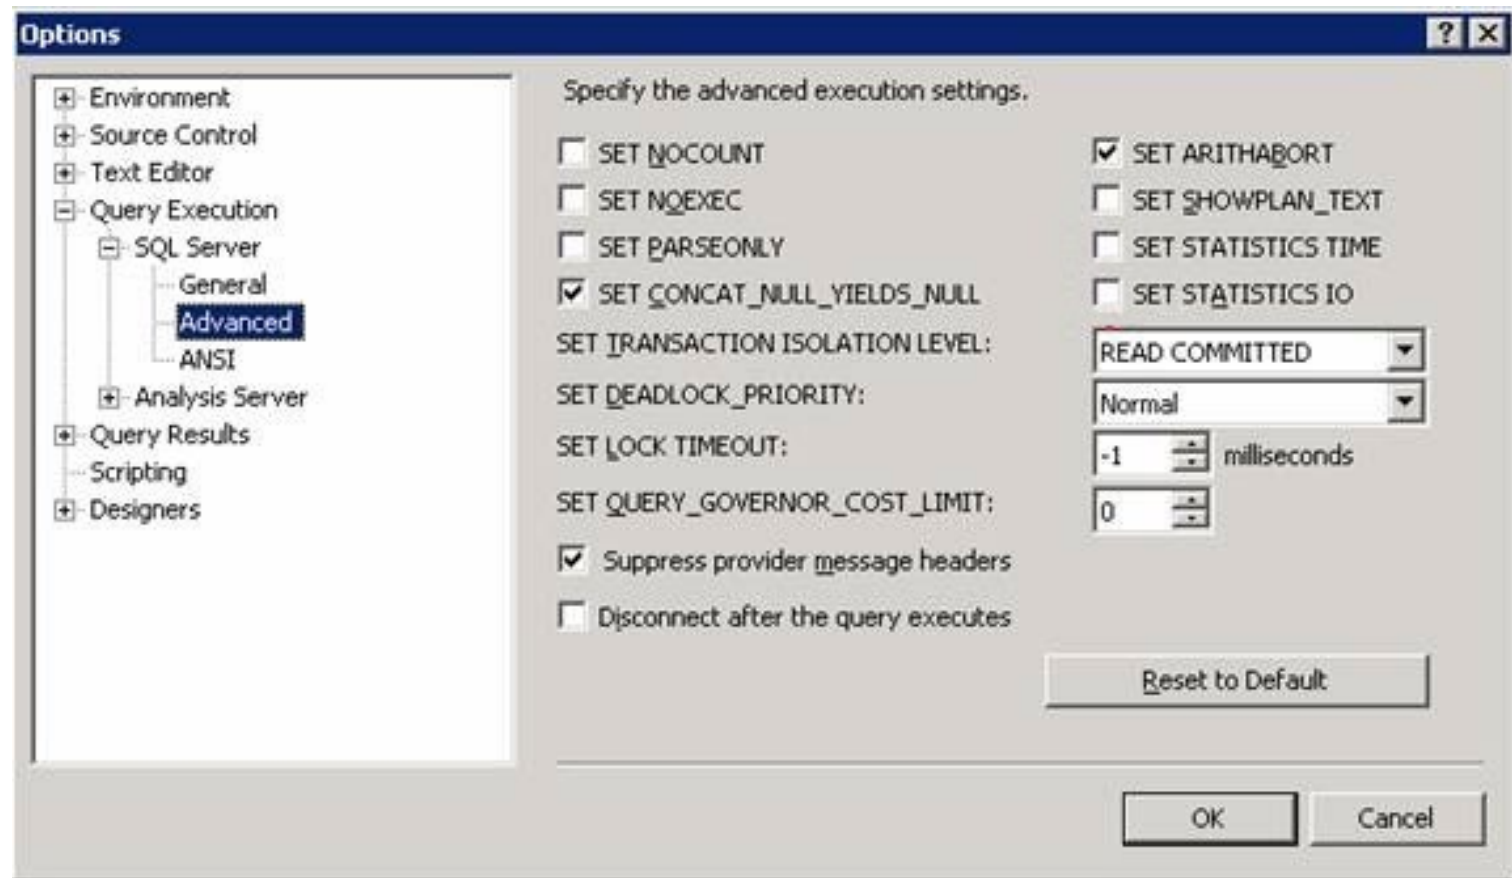 Options
Environment
Source Control
Text Editor
Query Execution
SQL Server
General
Advanced
ANSI
Analysis Server
Query Results
Scripting
Designers
Specify the advanced execution settings.
SET NOCOUNT
SET NOEXEC
SET PARSEONLY
SET CONCAT_NULL_YIELDS_NULL
SET ARITHABORT
SET SHOWPLAN_TEXT
SET STATISTICS TIME
SET STATISTICS IO
SET TRANSACTION ISOLATION LEVEL: READ COMMITTED
SET DEADLOCK_PRIORITY: Normal
SET LOCK TIMEOUT: -1 milliseconds
SET QUERY_GOVERNOR_COST_LIMIT: 0
Suppress provider message headers
Disconnect after the query executes
Reset to Default
OK Cancel